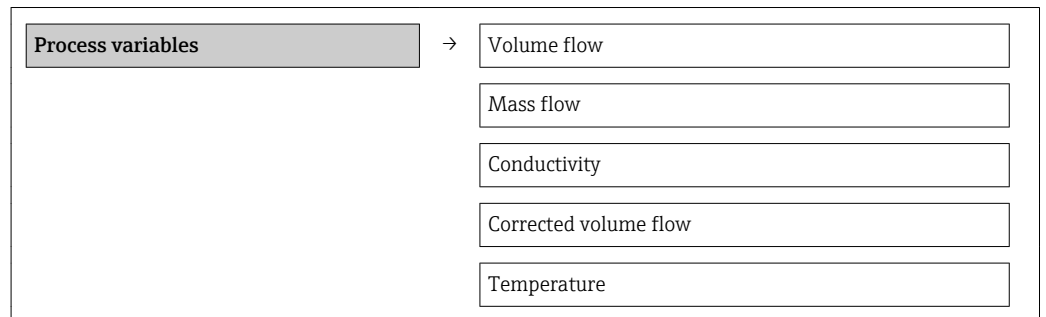 Process variables → Volume flow
Mass flow
Conductivity
Corrected volume flow
Temperature